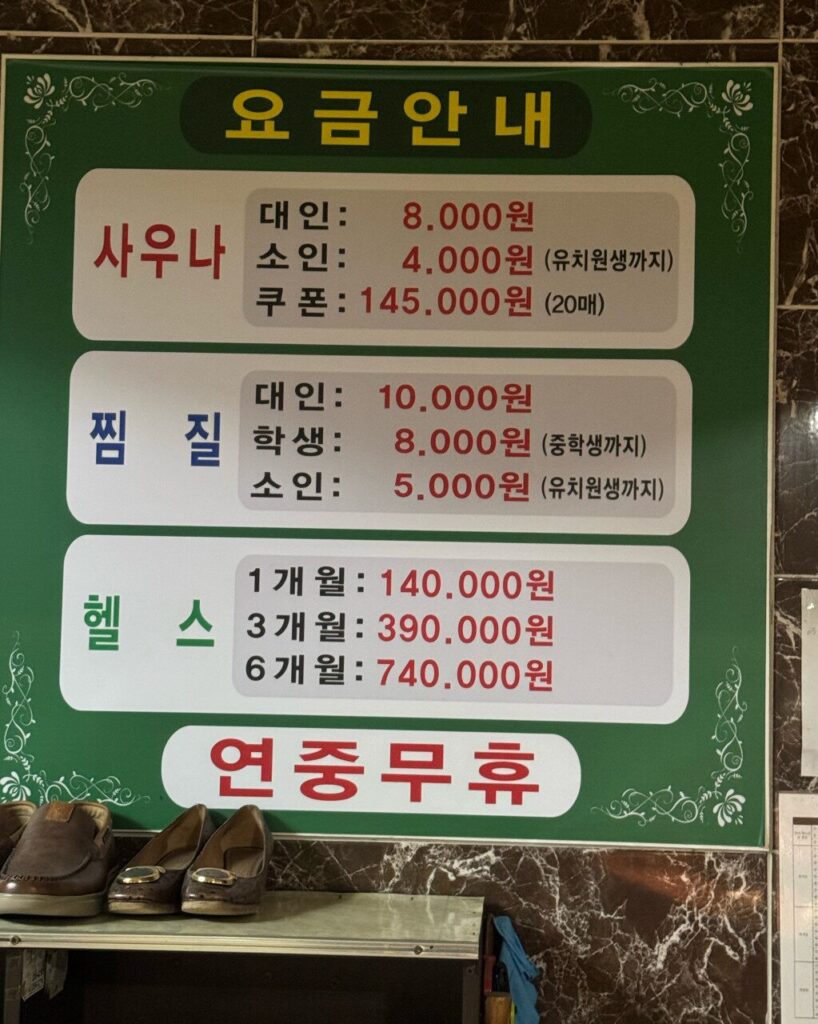 요금안내
사우나
대인: 8.000원
소인: 4.000원 (유치원생까지)
쿠폰: 145.000원 (20매)
찜질
대인: 10.000원
학생: 8.000원 (중학생까지)
소인: 5.000원 (유치원생까지)
헬스
1개월: 140.000원
3개월: 390.000원
6개월: 740.000원
연중무휴